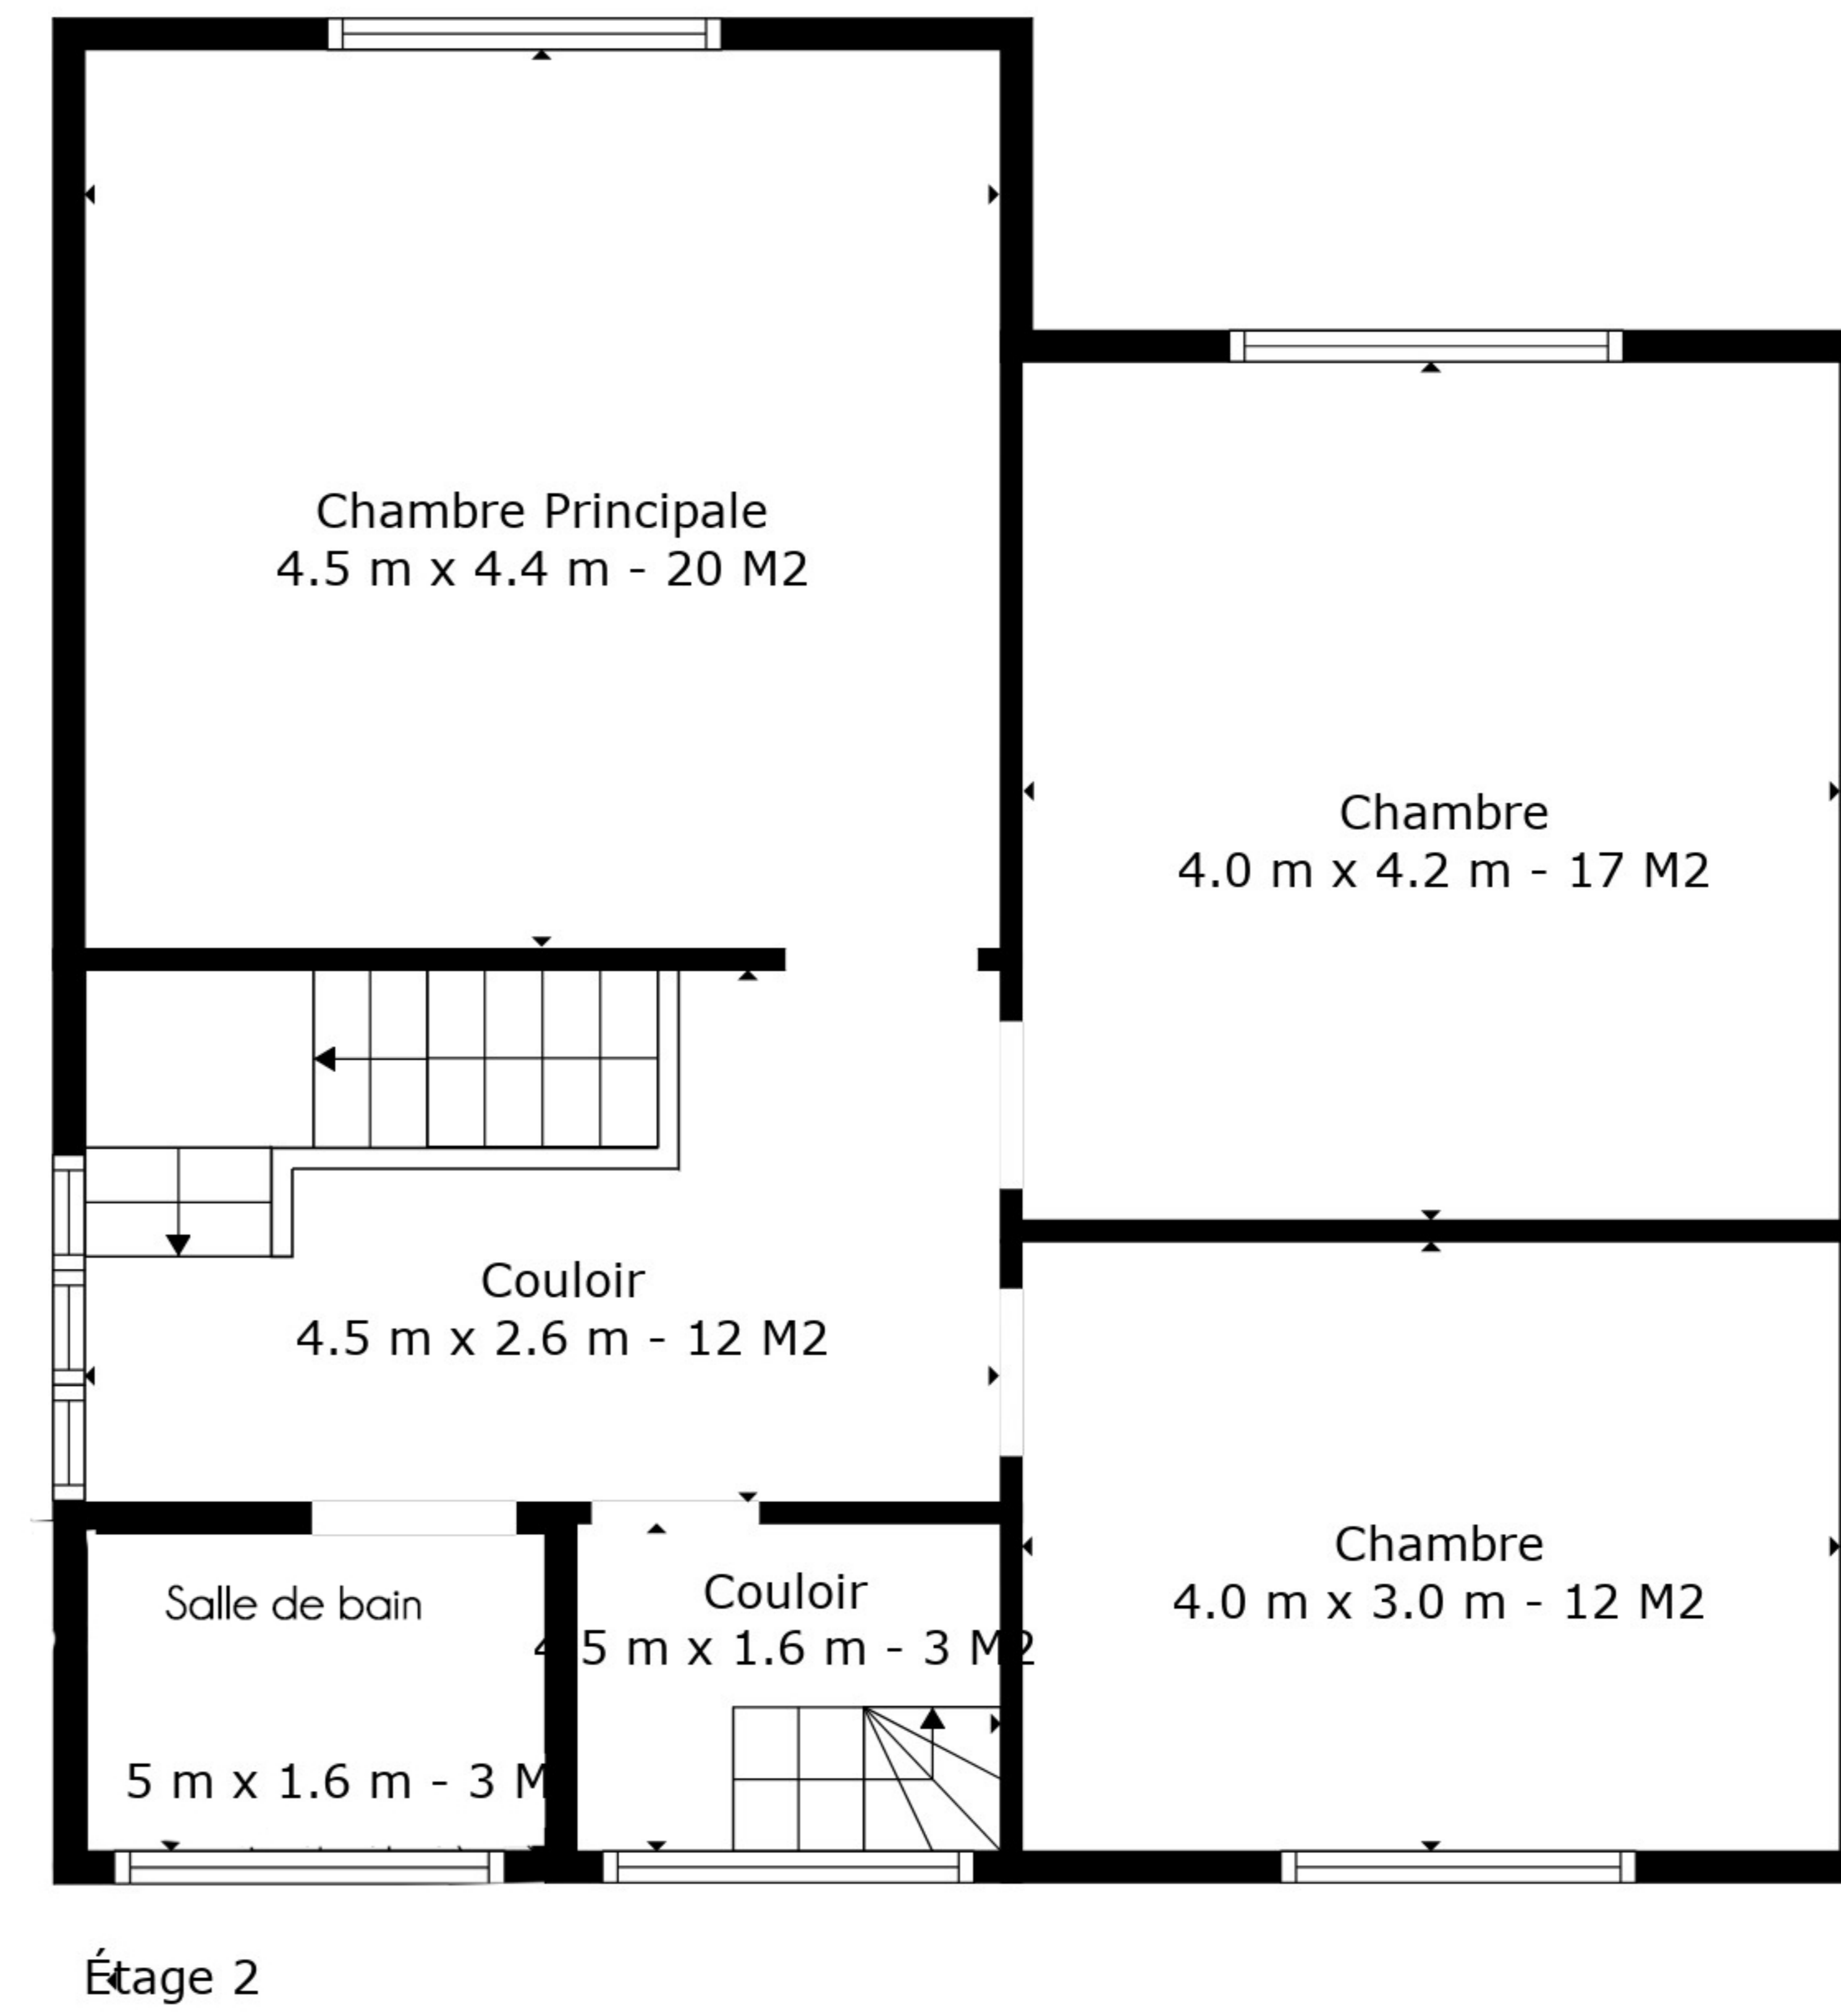 Chambre Principale
4.5 m x 4.4 m - 20 M2
Chambre
4.0 m x 4.2 m - 17 M2
Couloir
4.5 m x 2.6 m - 12 M2
Chambre
4.0 m x 3.0 m - 12 M2
Couloir
5 m x 1.6 m - 3 M2
Salle de bain
5 m x 1.6 m - 3 M
Étage 2